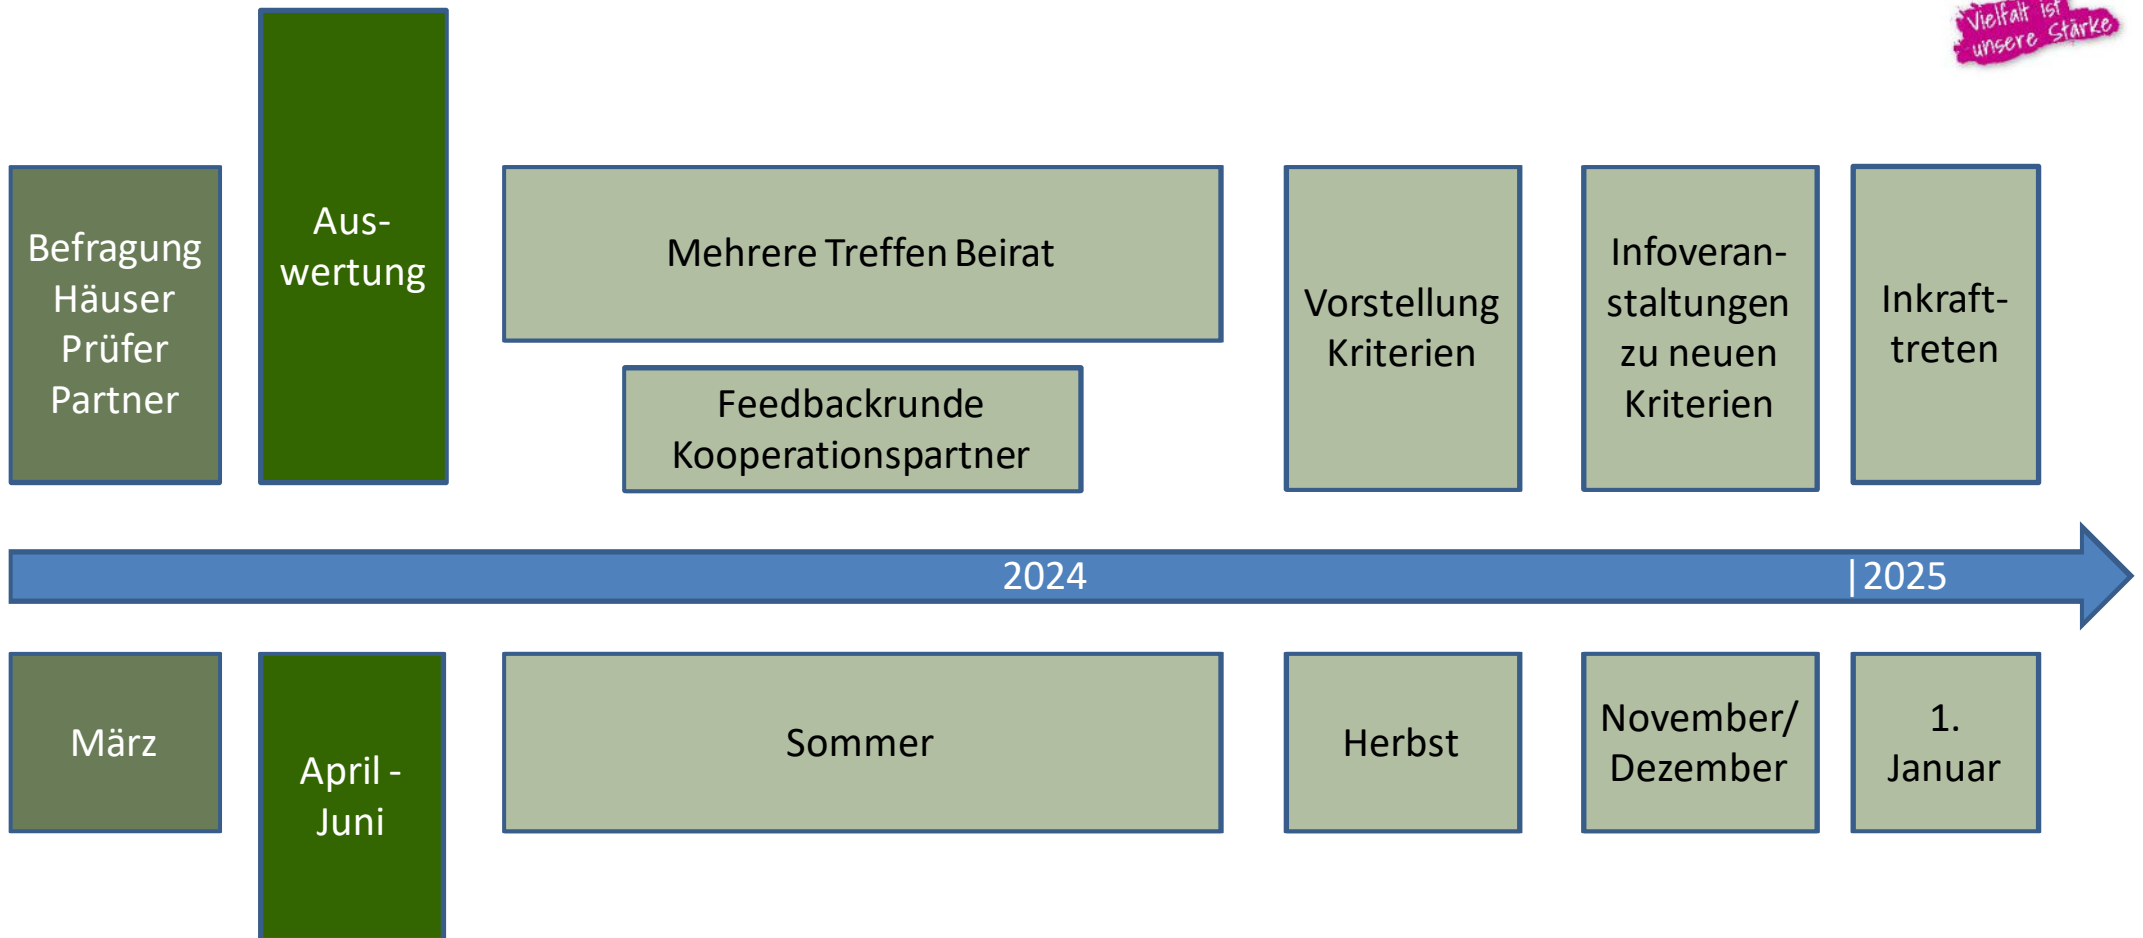 Vielfalt ist
unsere Stärke
Befragung
Häuser
Prüfer
Partner
Aus-
wertung
Mehrere Treffen Beirat
Feedbackrunde
Kooperationspartner
Vorstellung
Kriterien
Infoveran-
staltungen
zu neuen
Kriterien
Inkraft-
treten
2024
|2025
März
April -
Juni
Sommer
Herbst
November/
Dezember
1.
Januar